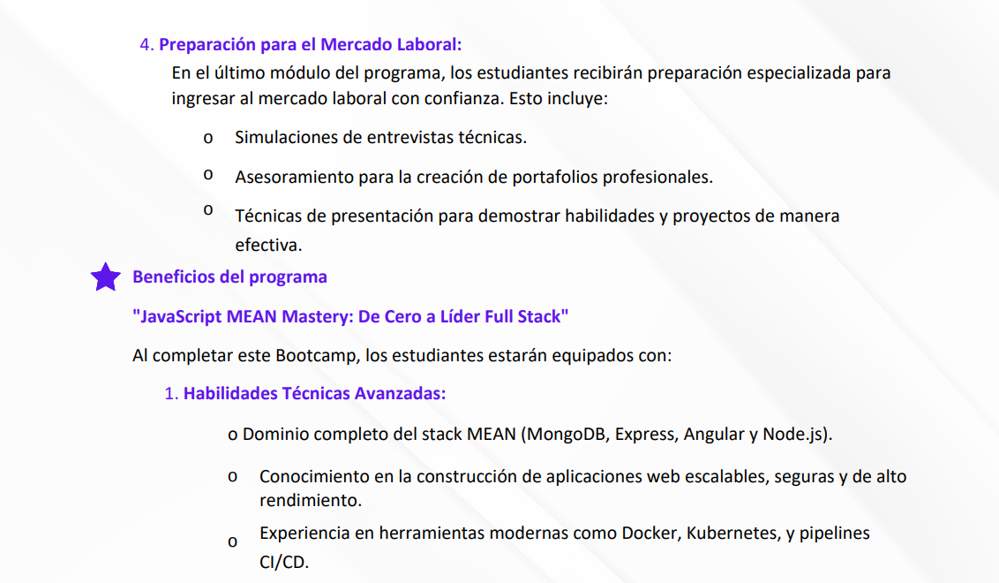 4. Preparación para el Mercado Laboral:
En el último módulo del programa, los estudiantes recibirán preparación especializada para
ingresar al mercado laboral con confianza. Esto incluye:
o Simulaciones de entrevistas técnicas.
o Asesoramiento para la creación de portafolios profesionales.
o Técnicas de presentación para demostrar habilidades y proyectos de manera
efectiva.
Beneficios del programa
"JavaScript MEAN Mastery: De Cero a Líder Full Stack"
Al completar este Bootcamp, los estudiantes estarán equipados con:
1. Habilidades Técnicas Avanzadas:
o Dominio completo del stack MEAN (MongoDB, Express, Angular y Node.js).
o Conocimiento en la construcción de aplicaciones web escalables, seguras y de alto
rendimiento.
o Experiencia en herramientas modernas como Docker, Kubernetes, y pipelines
CI/CD.